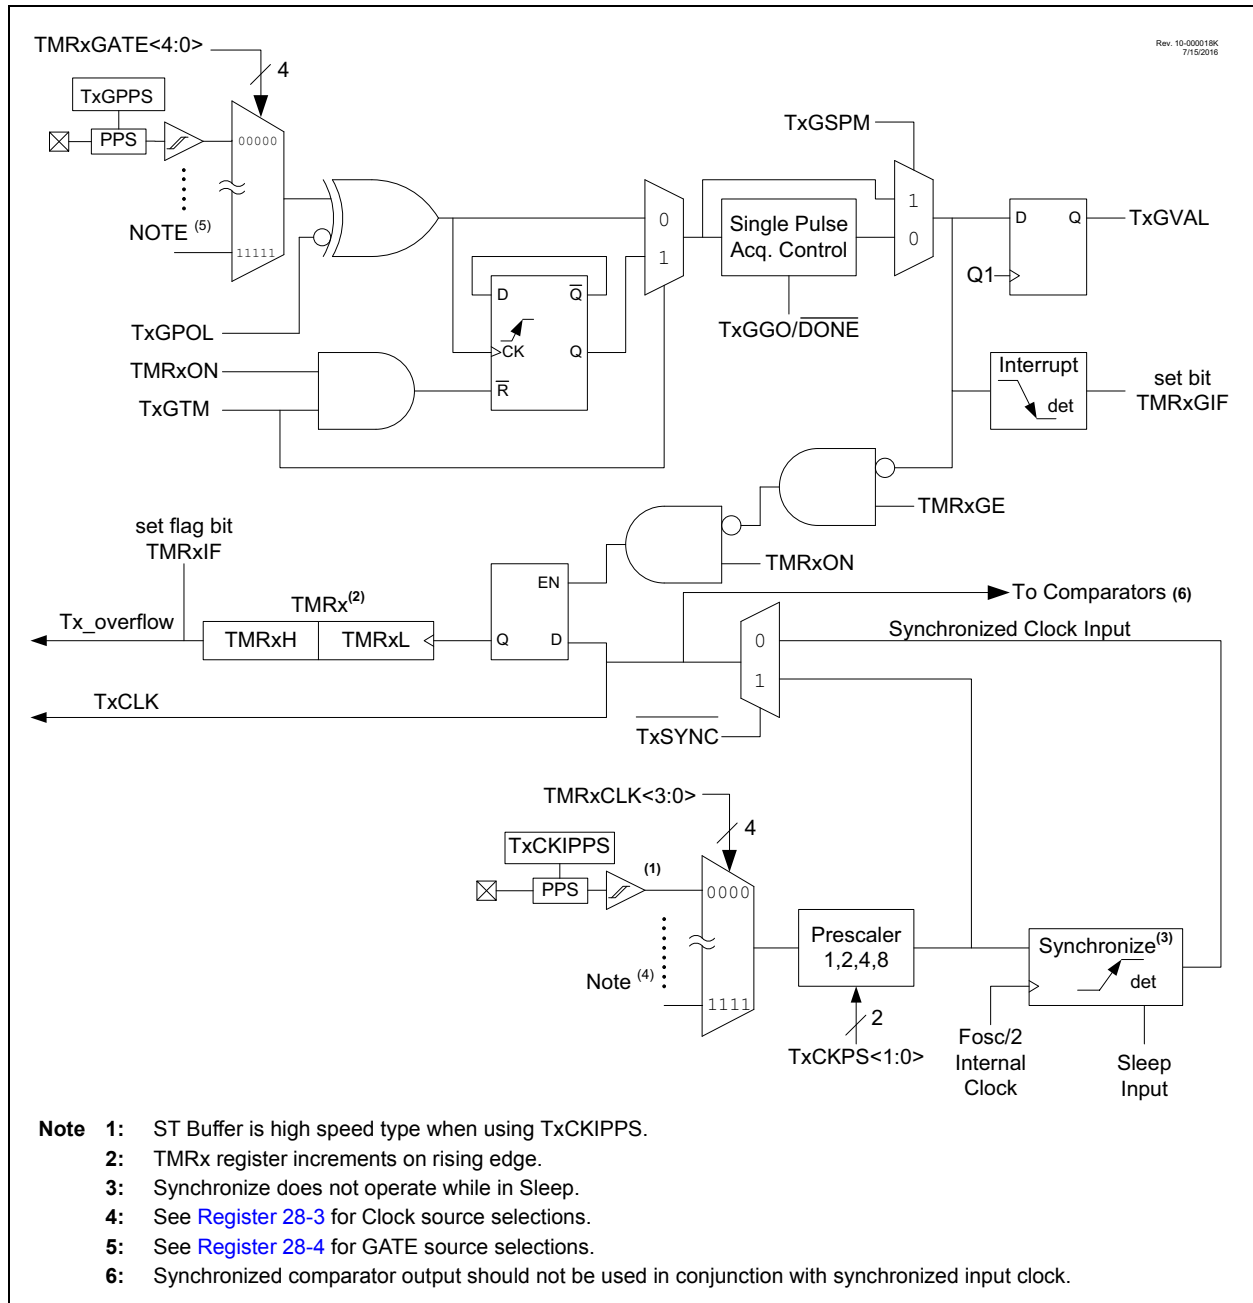 Rev. 10-000018K
7/15/2016
TMRxGATE<4:0>
4
TxGPPS
PPS
00000
NOTE (5)
11111
TxGPOL
TMRxON
TxGTM
D
Q
CK
Q
R
0
1
TxGSPM
Single Pulse
Acq. Control
TxGGO/DONE
1
0
D
Q
Q1
TxGVAL
Interrupt
det
set bit
TMRxGIF
TMRxGE
TMRxON
set flag bit
TMRxIF
TMRx(2)
Tx_overflow
TMRxH
TMRxL
EN
Q
D
To Comparators (6)
Synchronized Clock Input
0
1
TxCLK
TxSYNC
TMRxCLK<3:0>
4
TxCKIPPS
PPS
(1)
0000
Note (4)
1111
Prescaler
1,2,4,8
2
TxCKPS<1:0>
Synchronize(3)
det
Fosc/2
Internal
Clock
Sleep
Input
Note 1: ST Buffer is high speed type when using TxCKIPPS.
2: TMRx register increments on rising edge.
3: Synchronize does not operate while in Sleep.
4: See Register 28-3 for Clock source selections.
5: See Register 28-4 for GATE source selections.
6: Synchronized comparator output should not be used in conjunction with synchronized input clock.